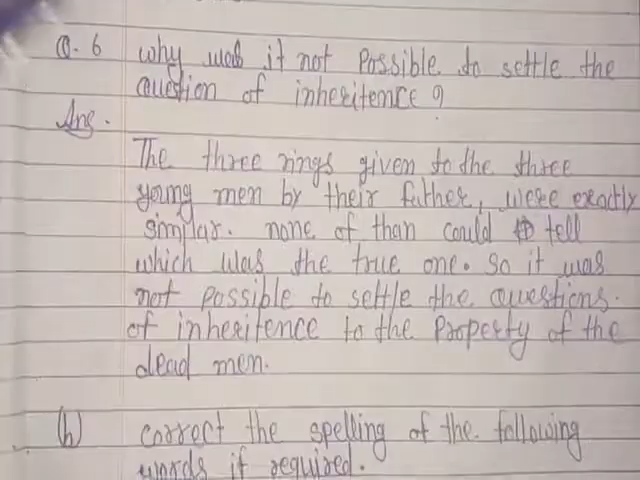 Q. 6 why was it not Possible to settle the
question of inheritence ?
Ans.
The three rings given to the three
young men by their father, were exactly
similar. none of than could to tell
which was the true one. So it was
not possible to settle the questions.
of inheritence to the Property of the
dead men.
(b) correct the spelling of the following
words if required.